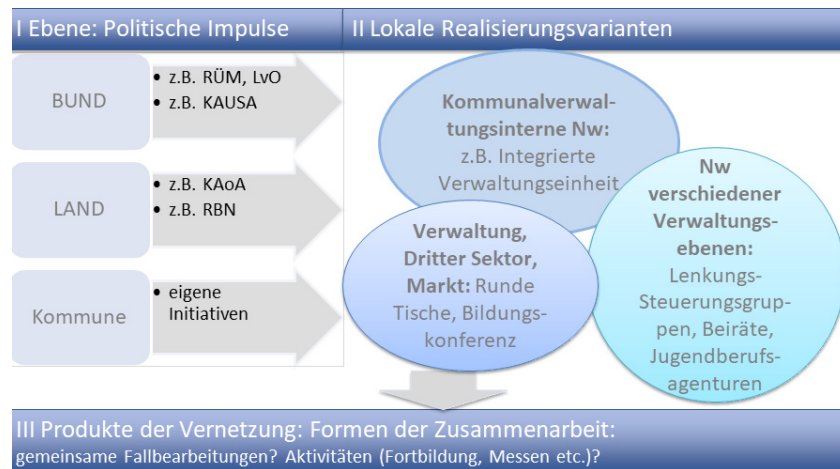 I Ebene: Politische Impulse
II Lokale Realisierungsvarianten
BUND
• z.B. RÜM, LvO
• z.B. KAUSA
LAND
• z.B. KAoA
• z.B. RBN
Kommune
• eigene
Initiativen
Kommunalverwal-
tungsinterne Nw:
z.B. Integrierte
Verwaltungseinheit
Verwaltung,
Dritter Sektor,
Markt: Runde
Tische, Bildungs-
konferenz
Nw
verschiedener
Verwaltungs-
ebenen:
Lenkungs-
Steuerungsgrup-
pen, Beiräte,
Jugendberufs-
agenturen
III Produkte der Vernetzung: Formen der Zusammenarbeit:
gemeinsame Fallbearbeitungen? Aktivitäten (Fortbildung, Messen etc.)?